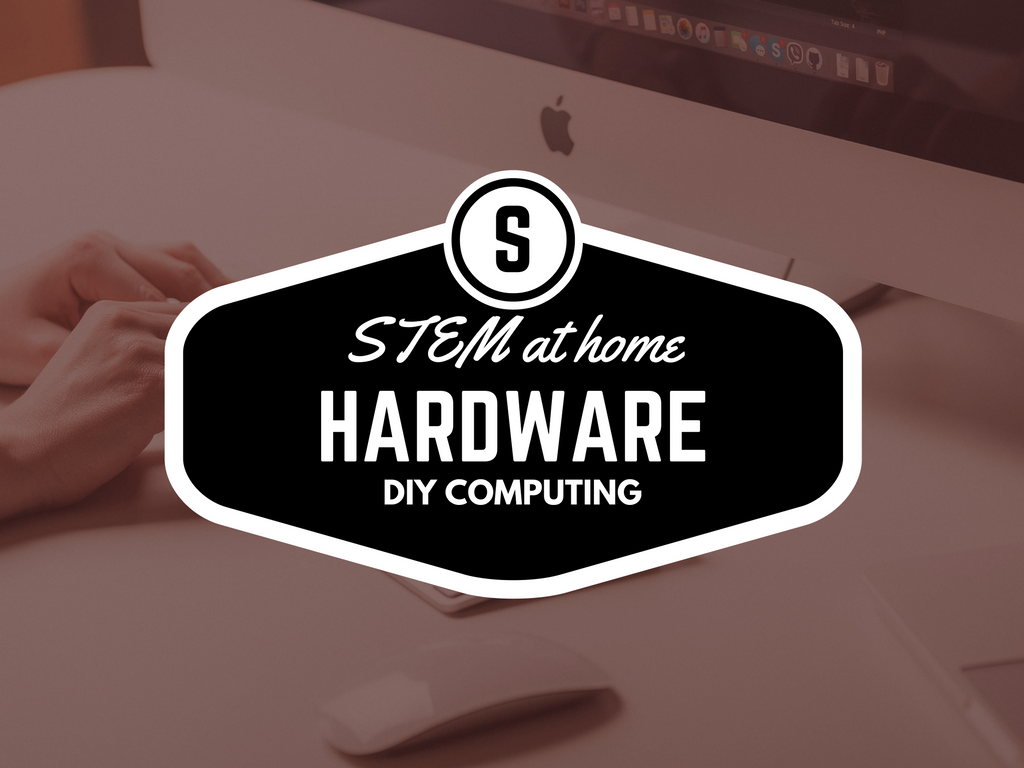 S
STEM at home
HARDWARE
DIY COMPUTING